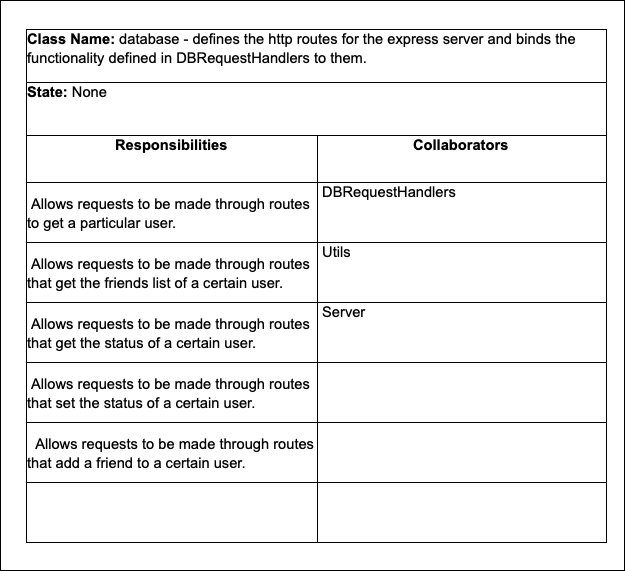 Class Name: database - defines the http routes for the express server and binds the
functionality defined in DBRequestHandlers to them.
State: None
Responsibilities
Collaborators
Allows requests to be made through routes
to get a particular user.
DBRequestHandlers
Allows requests to be made through routes
that get the friends list of a certain user.
Utils
Allows requests to be made through routes
that get the status of a certain user.
Server
Allows requests to be made through routes
that set the status of a certain user.
Allows requests to be made through routes
that add a friend to a certain user.